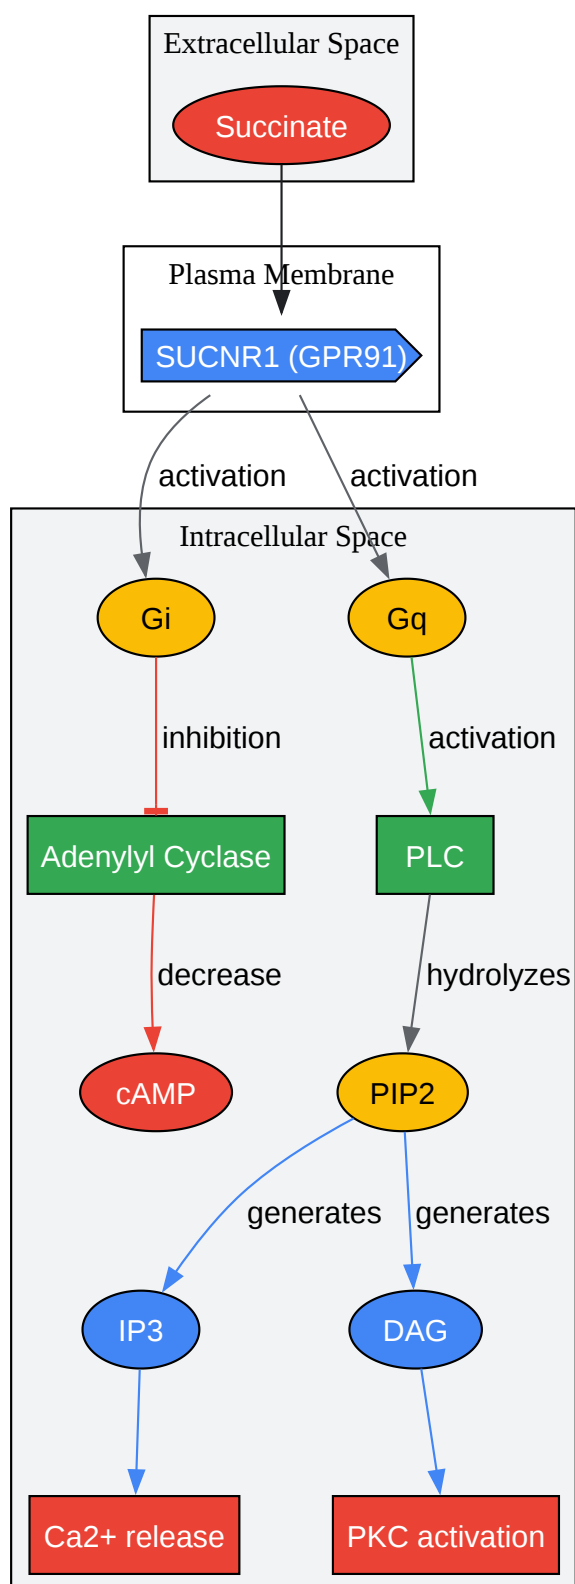 Extracellular Space
Succinate
Plasma Membrane
SUCNR1 (GPR91)
activation
activation
Intracellular Space
Gi
Gq
inhibition
activation
Adenylyl Cyclase
PLC
decrease
hydrolyzes
cAMP
PIP2
generates
generates
IP3
DAG
Ca2+ release
PKC activation